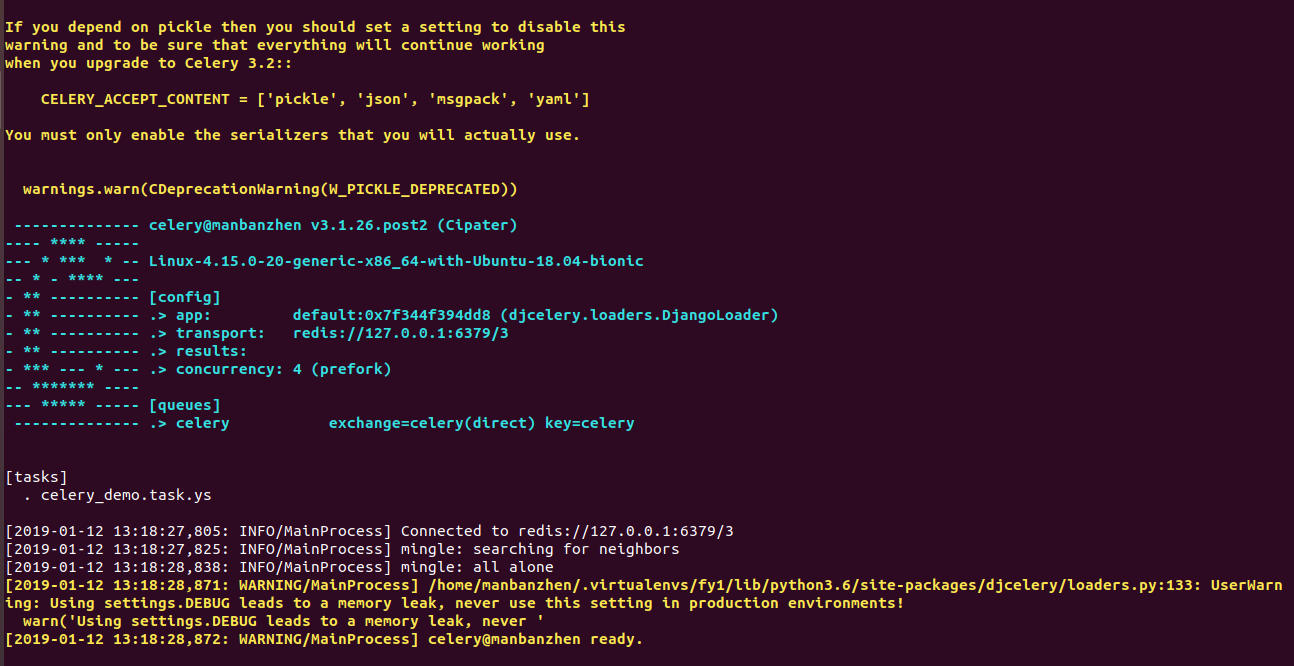 If you depend on pickle then you should set a setting to disable this
warning and to be sure that everything will continue working
when you upgrade to Celery 3.2::
    CELERY_ACCEPT_CONTENT = ['pickle', 'json', 'msgpack', 'yaml']
You must only enable the serializers that you will actually use.
  warnings.warn(CDeprecationWarning(W_PICKLE_DEPRECATED))
 -------------- celery@manbanzhen v3.1.26.post2 (Cipater)
---- **** -----
--- * ***  * -- Linux-4.15.0-20-generic-x86_64-with-Ubuntu-18.04-bionic
-- * - **** ---
- ** ---------- [config]
- ** ---------- .> app:         default:0x7f344f394dd8 (djcelery.loaders.DjangoLoader)
- ** ---------- .> transport:   redis://127.0.0.1:6379/3
- ** ---------- .> results:
- *** --- * --- .> concurrency: 4 (prefork)
-- ******* ----
--- ***** ----- [queues]
 -------------- .> celery           exchange=celery(direct) key=celery
[tasks]
  . celery_demo.task.ys
[2019-01-12 13:18:27,805: INFO/MainProcess] Connected to redis://127.0.0.1:6379/3
[2019-01-12 13:18:27,825: INFO/MainProcess] mingle: searching for neighbors
[2019-01-12 13:18:28,838: INFO/MainProcess] mingle: all alone
[2019-01-12 13:18:28,871: WARNING/MainProcess] /home/manbanzhen/.virtualenvs/fy1/lib/python3.6/site-packages/djcelery/loaders.py:133: UserWarn
ing: Using settings.DEBUG leads to a memory leak, never use this setting in production environments!
  warn('Using settings.DEBUG leads to a memory leak, never '
[2019-01-12 13:18:28,872: WARNING/MainProcess] celery@manbanzhen ready.